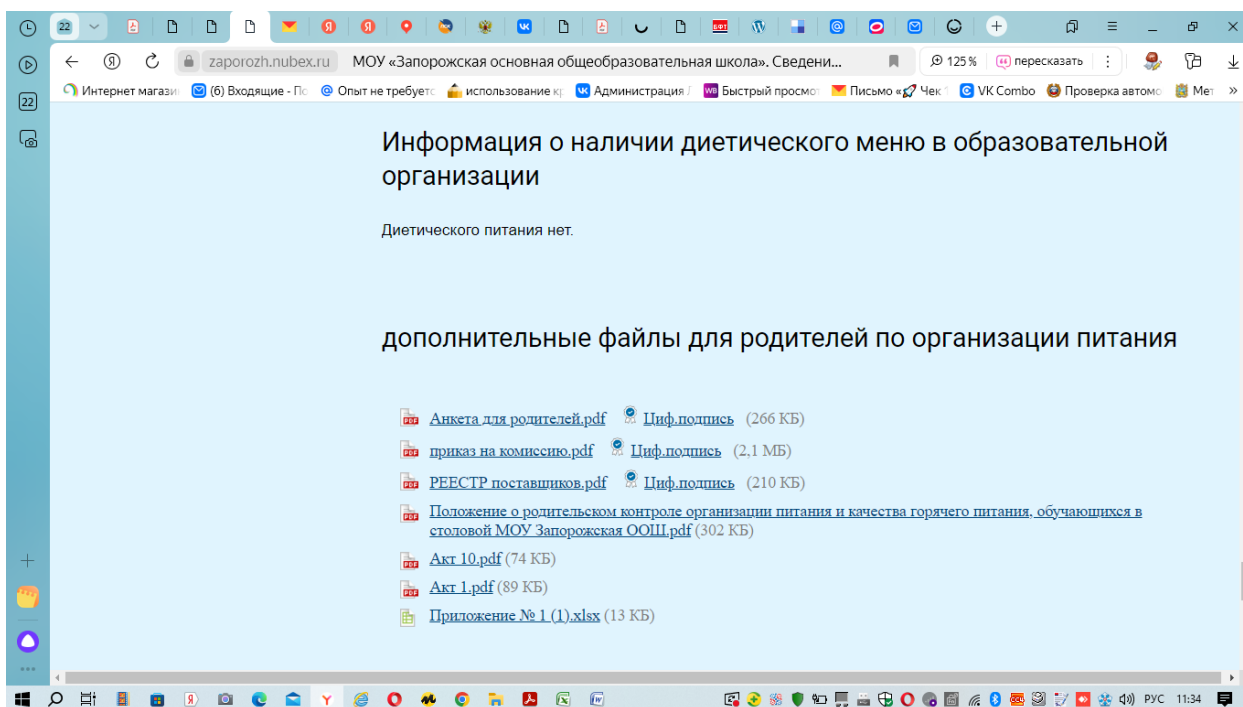 22
zaporozh.nubex.ru МОУ «Запорожская основная общеобразовательная школа». Сведени... 125 % пересказать
Интернет магази (6) Входящие - По Опыт не требуетс использование кр Администрация Л Быстрый просмот Письмо « Чек 1 VK Combo Проверка автомо Мет »
22
Информация о наличии диетического меню в образовательной
организации
Диетического питания нет.
дополнительные файлы для родителей по организации питания
Анкета для родителей.pdf Циф.подпись (266 КБ)
приказ на комиссию.pdf Циф.подпись (2,1 МБ)
РЕЕСТР поставщиков.pdf Циф.подпись (210 КБ)
Положение о родительском контроле организации питания и качества горячего питания, обучающихся в
столовой МОУ Запорожская ООШ.pdf (302 КБ)
Акт 10.pdf (74 КБ)
Акт 1.pdf (89 КБ)
Приложение № 1 (1).xlsx (13 КБ)
РУС 11:34